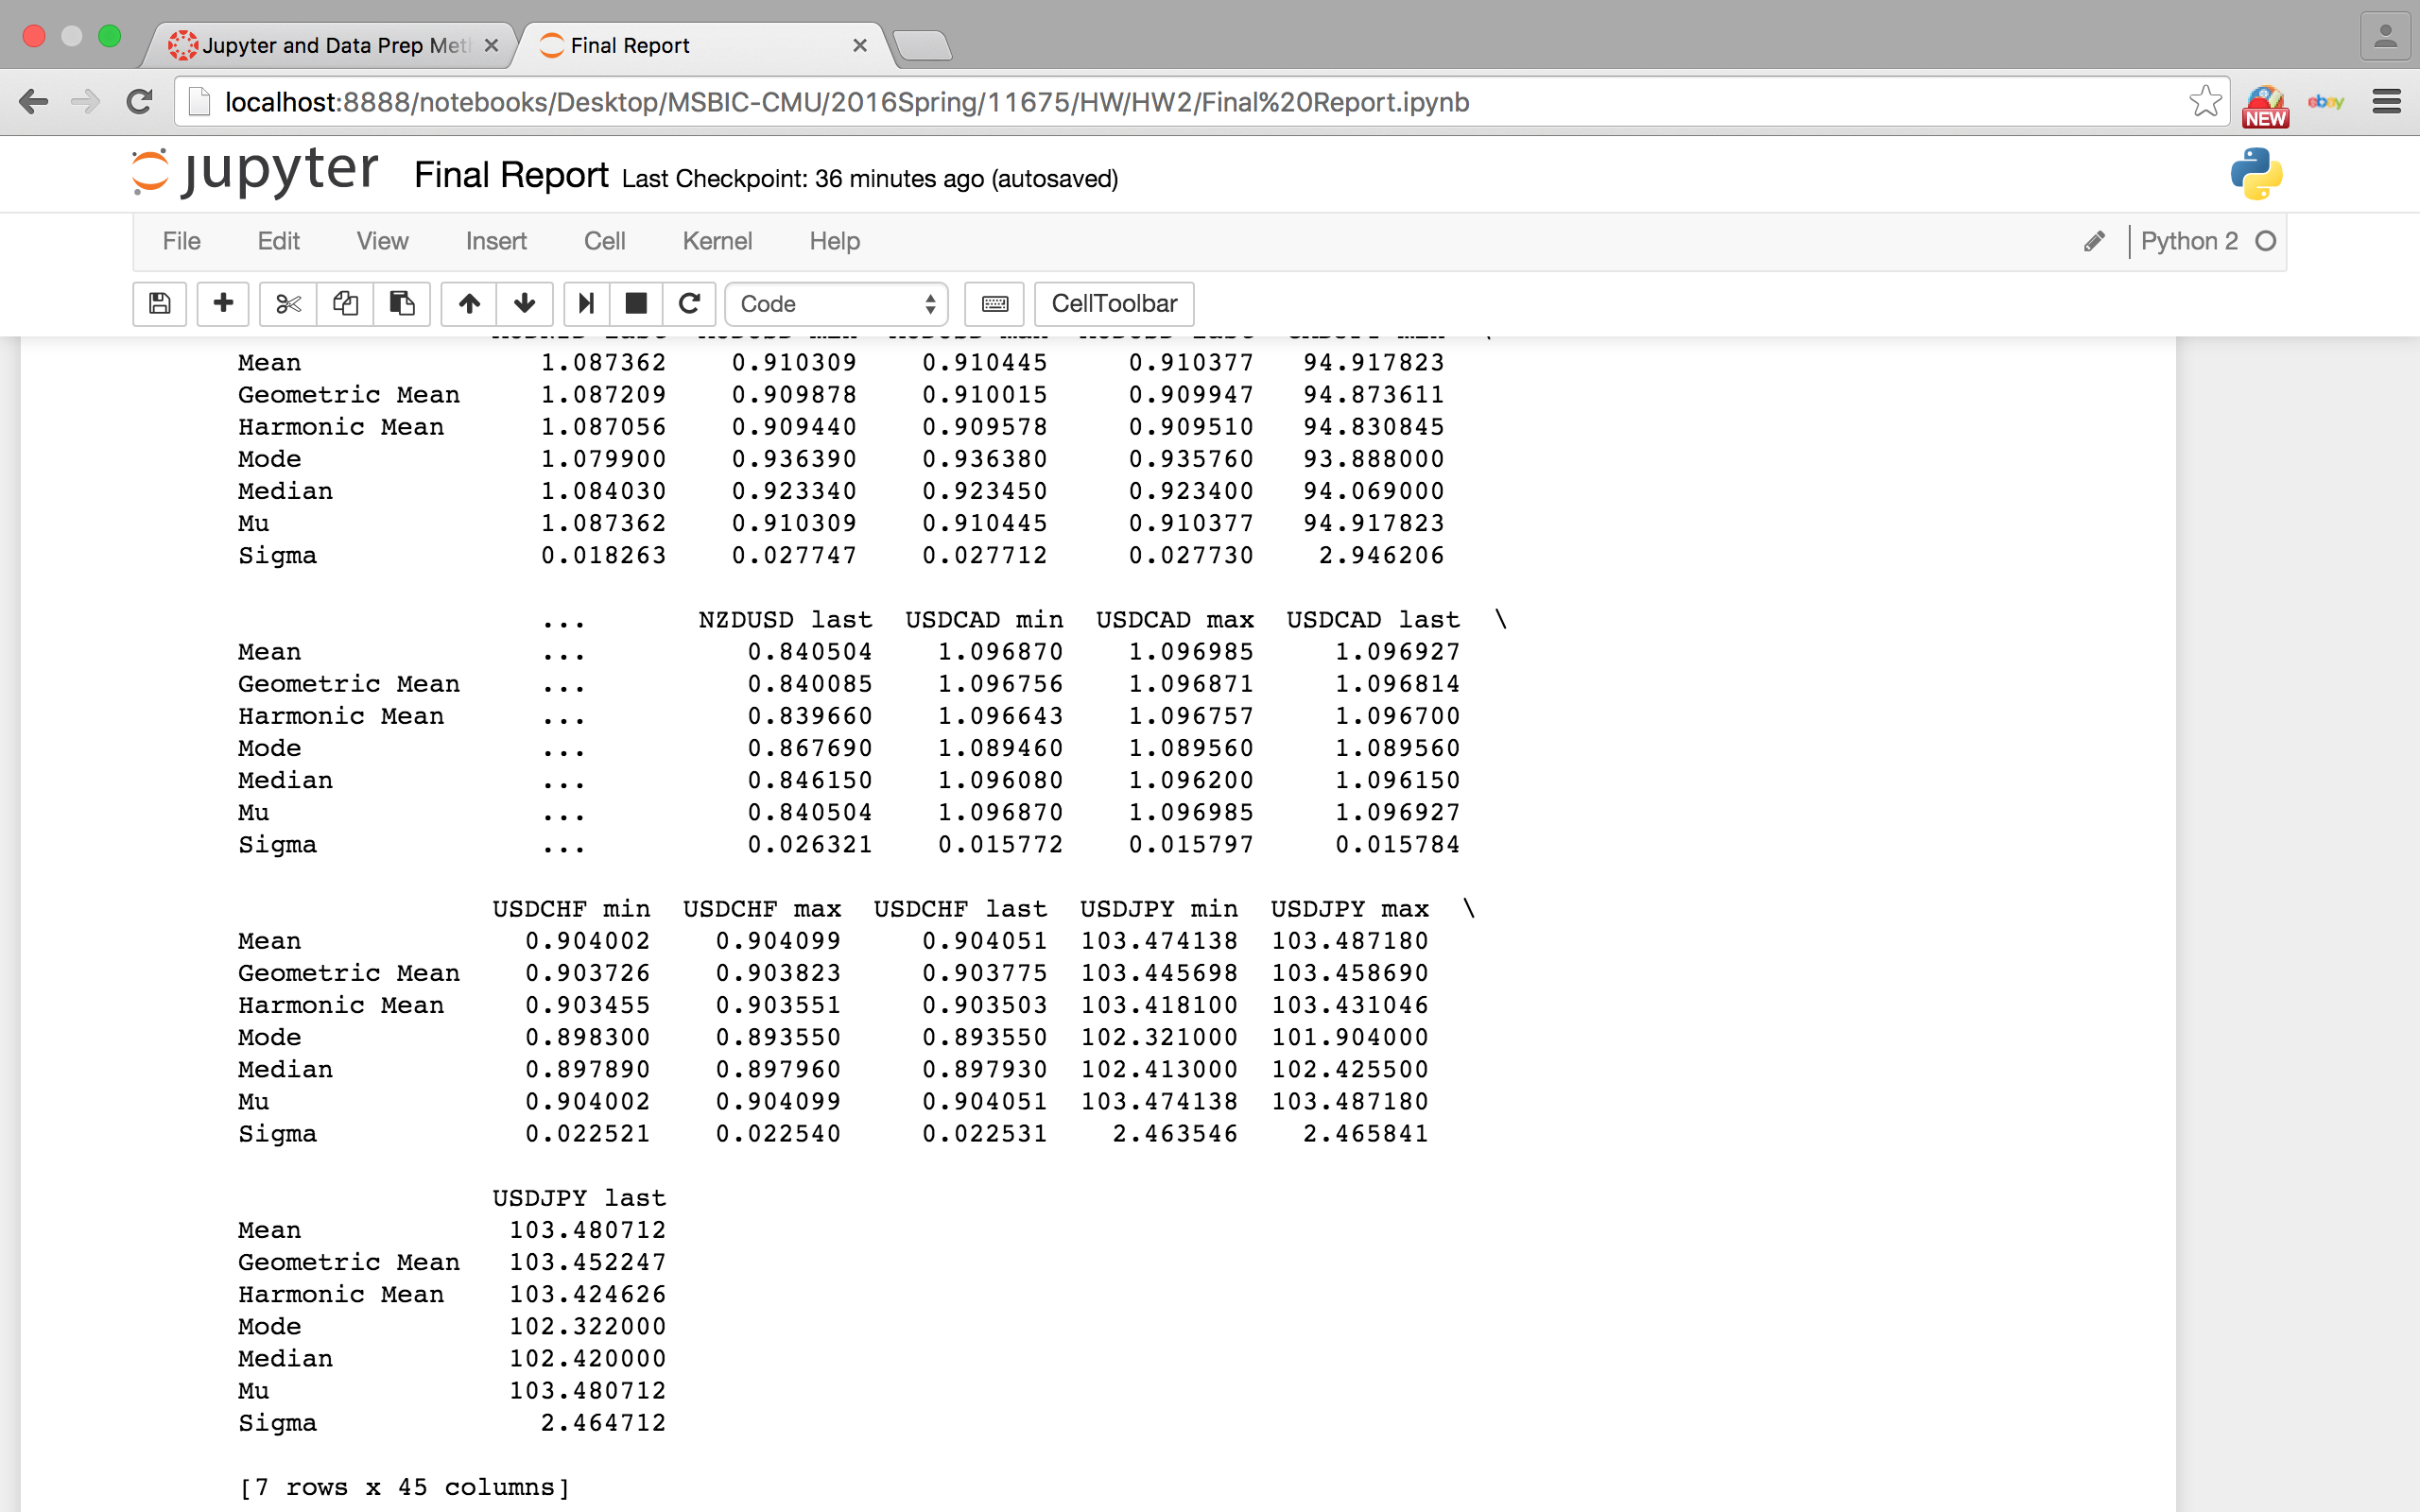 Jupyter and Data Prep Met
Final Report
localhost:8888/notebooks/Desktop/MSBIC-CMU/2016Spring/11675/HW/HW2/Final%20Report.ipynb
NEW
ebay
jupyter Final Report Last Checkpoint: 36 minutes ago (autosaved)
File Edit View Insert Cell Kernel Help Python 2
Code CellToolbar
Mean 1.087362 0.910309 0.910445 0.910377 94.917823
Geometric Mean 1.087209 0.909878 0.910015 0.909947 94.873611
Harmonic Mean 1.087056 0.909440 0.909578 0.909510 94.830845
Mode 1.079900 0.936390 0.936380 0.935760 93.888000
Median 1.084030 0.923340 0.923450 0.923400 94.069000
Mu 1.087362 0.910309 0.910445 0.910377 94.917823
Sigma 0.018263 0.027747 0.027712 0.027730 2.946206
... NZDUSD last USDCAD min USDCAD max USDCAD last \
Mean ... 0.840504 1.096870 1.096985 1.096927
Geometric Mean ... 0.840085 1.096756 1.096871 1.096814
Harmonic Mean ... 0.839660 1.096643 1.096757 1.096700
Mode ... 0.867690 1.089460 1.089560 1.089560
Median ... 0.846150 1.096080 1.096200 1.096150
Mu ... 0.840504 1.096870 1.096985 1.096927
Sigma ... 0.026321 0.015772 0.015797 0.015784
USDCHF min USDCHF max USDCHF last USDJPY min USDJPY max \
Mean 0.904002 0.904099 0.904051 103.474138 103.487180
Geometric Mean 0.903726 0.903823 0.903775 103.445698 103.458690
Harmonic Mean 0.903455 0.903551 0.903503 103.418100 103.431046
Mode 0.898300 0.893550 0.893550 102.321000 101.904000
Median 0.897890 0.897960 0.897930 102.413000 102.425500
Mu 0.904002 0.904099 0.904051 103.474138 103.487180
Sigma 0.022521 0.022540 0.022531 2.463546 2.465841
USDJPY last
Mean 103.480712
Geometric Mean 103.452247
Harmonic Mean 103.424626
Mode 102.322000
Median 102.420000
Mu 103.480712
Sigma 2.464712
[7 rows x 45 columns]